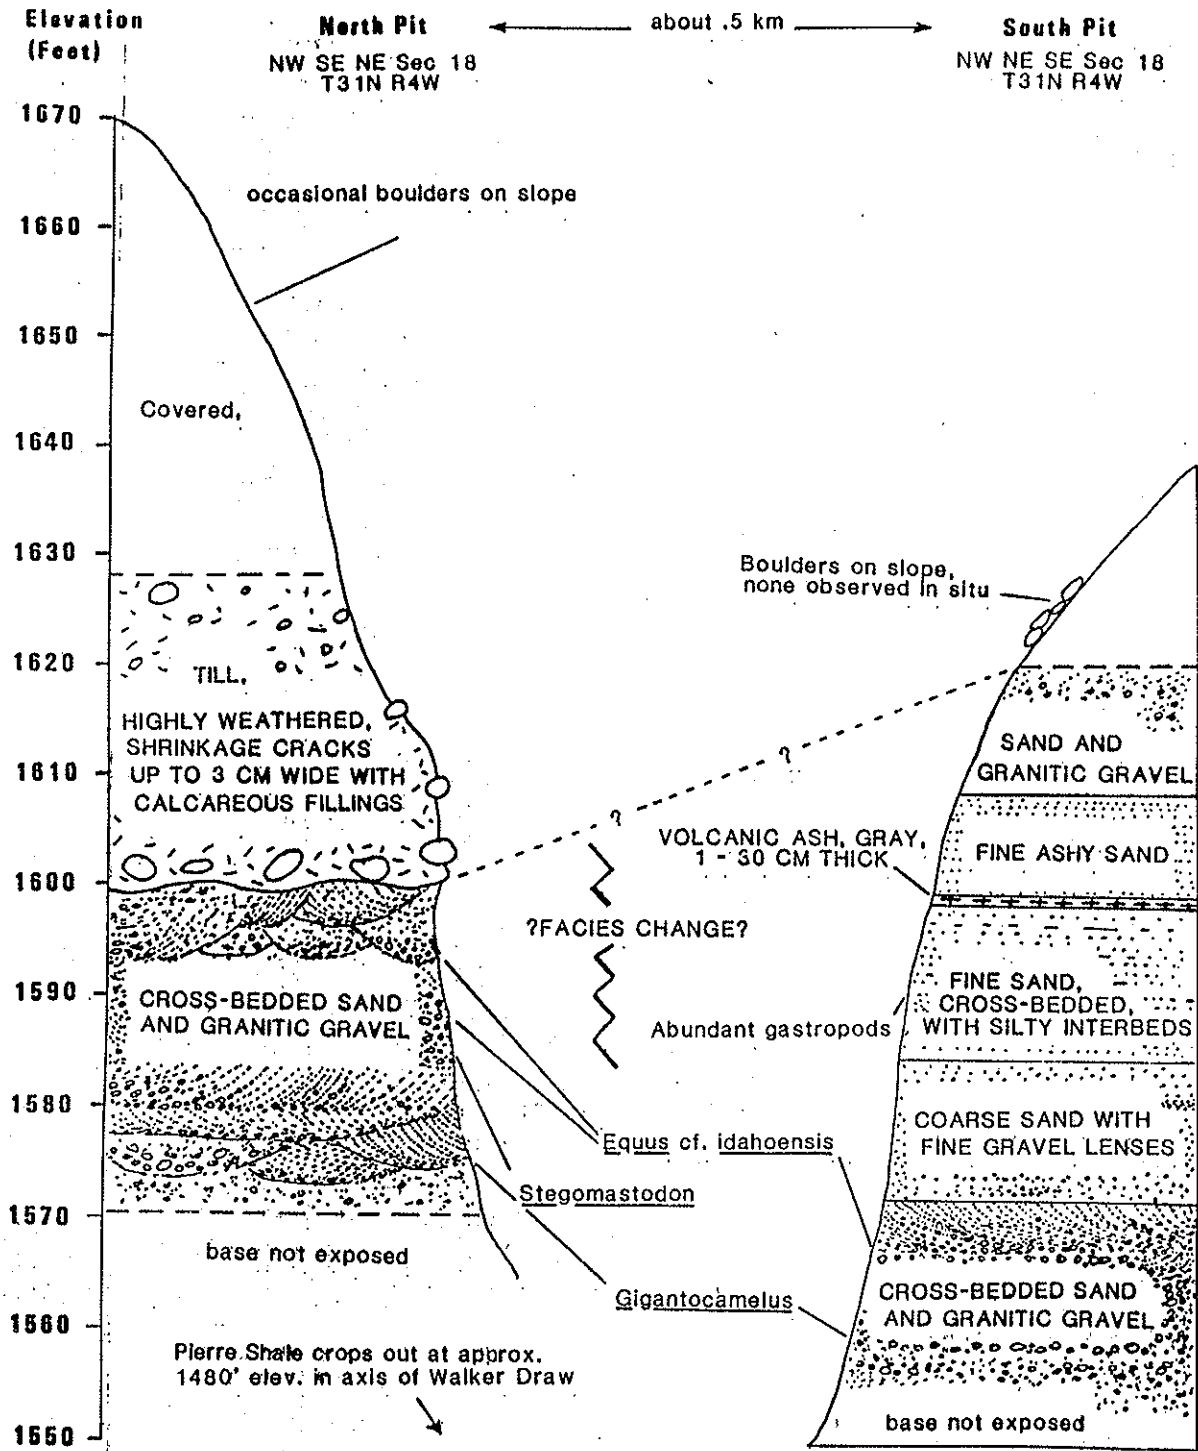 Elevation
(Feet)
North Pit
NW SE NE Sec 18
T31N R4W
about .5 km
South Pit
NW NE SE Sec 18
T31N R4W
1670
1660
1650
1640
1630
1620
1610
1600
1590
1580
1570
1560
1550
occasional boulders on slope
Covered,
TILL,
HIGHLY WEATHERED,
SHRINKAGE CRACKS
UP TO 3 CM WIDE WITH
CALCAREOUS FILLINGS
CROSS-BEDDED SAND
AND GRANITIC GRAVEL
base not exposed
Pierre Shale crops out at approx.
1480' elev. in axis of Walker Draw
?
?
?FACIES CHANGE?
Equus cf. idahoensis
Stegomastodon
Gigantocamelus
Boulders on slope,
none observed in situ
VOLCANIC ASH, GRAY,
1 - 30 CM THICK
Abundant gastropods
SAND AND
GRANITIC GRAVEL
FINE ASHY SAND
FINE SAND,
CROSS-BEDDED,
WITH SILTY INTERBEDS
COARSE SAND WITH
FINE GRAVEL LENSES
CROSS-BEDDED SAND
AND GRANITIC GRAVEL
base not exposed